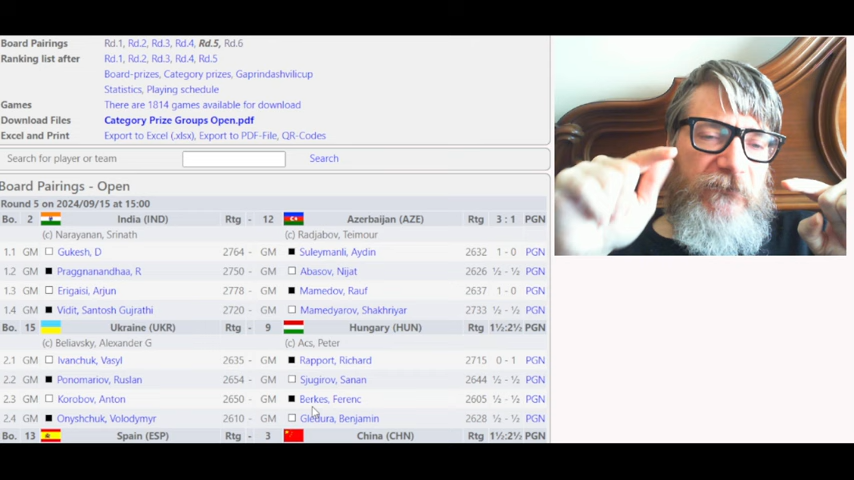 Board Pairings Rd.1, Rd.2, Rd.3, Rd.4, Rd.5, Rd.6
Ranking list after Rd.1, Rd.2, Rd.3, Rd.4, Rd.5
Board-prizes, Category prizes, Gaprindashvilicup
Statistics, Playing schedule
Games There are 1814 games available for download
Download Files Category Prize Groups Open.pdf
Excel and Print Export to Excel (.xlsx), Export to PDF-File, QR-Codes
Search for player or team Search
Board Pairings - Open
Round 5 on 2024/09/15 at 15:00
Bo. 2 India (IND) Rtg - 12 Azerbaijan (AZE) Rtg 3 : 1 PGN
(c) Narayanan, Srinath (c) Radjabov, Teimour
1.1 GM Gukesh, D 2764 - GM Suleymanli, Aydin 2632 1 - 0 PGN
1.2 GM Praggnanandhaa, R 2750 - GM Abasov, Nijat 2626 ½ - ½ PGN
1.3 GM Erigaisi, Arjun 2778 - GM Mamedov, Rauf 2637 1 - 0 PGN
1.4 GM Vidit, Santosh Gujrathi 2720 - GM Mamedyarov, Shakhriyar 2733 ½ - ½ PGN
Bo. 15 Ukraine (UKR) Rtg - 9 Hungary (HUN) Rtg 1½:2½ PGN
(c) Beliavsky, Alexander G (c) Acs, Peter
2.1 GM Ivanchuk, Vasyl 2635 - GM Rapport, Richard 2715 0 - 1 PGN
2.2 GM Ponomariov, Ruslan 2654 - GM Sjugirov, Sanan 2644 ½ - ½ PGN
2.3 GM Korobov, Anton 2650 - GM Berkes, Ferenc 2605 ½ - ½ PGN
2.4 GM Onyshchuk, Volodymyr 2610 - GM Gledura, Benjamin 2628 ½ - ½ PGN
Bo. 13 Spain (ESP) Rtg - 3 China (CHN) Rtg 1½:2½ PGN